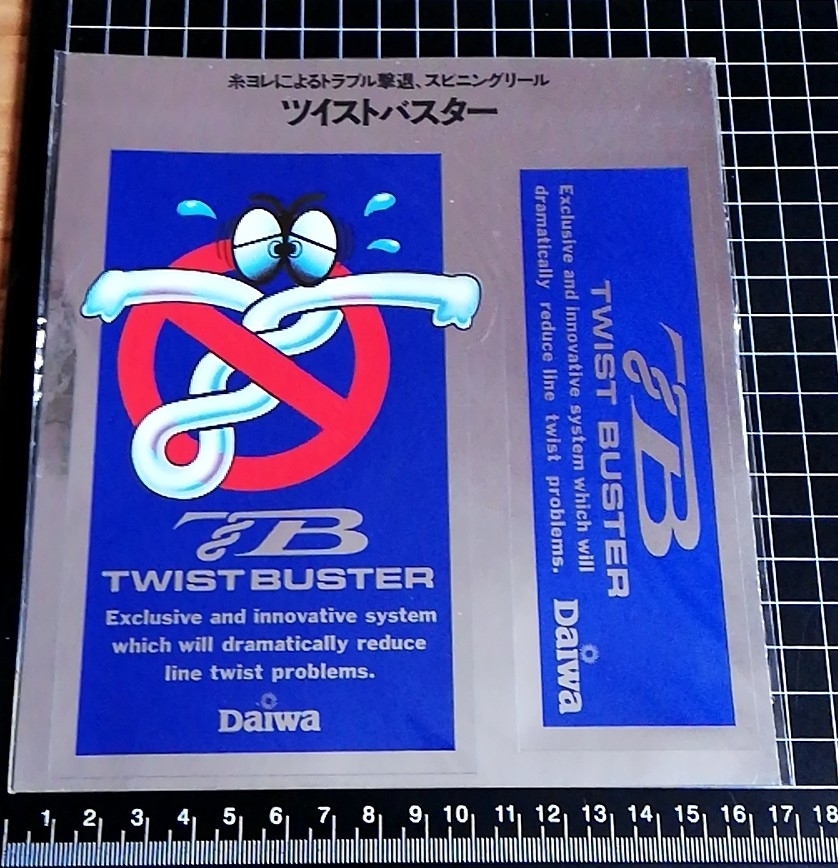 糸ヨレによるトラブル撃退、スピニングリール
ツイストバスター
TB
TWIST BUSTER
Exclusive and innovative system
which will dramatically reduce
line twist problems.
Daiwa
TB
TWIST BUSTER
Exclusive and innovative system which will
dramatically reduce line twist problems.
Daiwa
1 2 3 4 5 6 7 8 9 10 11 12 13 14 15 16 17 18